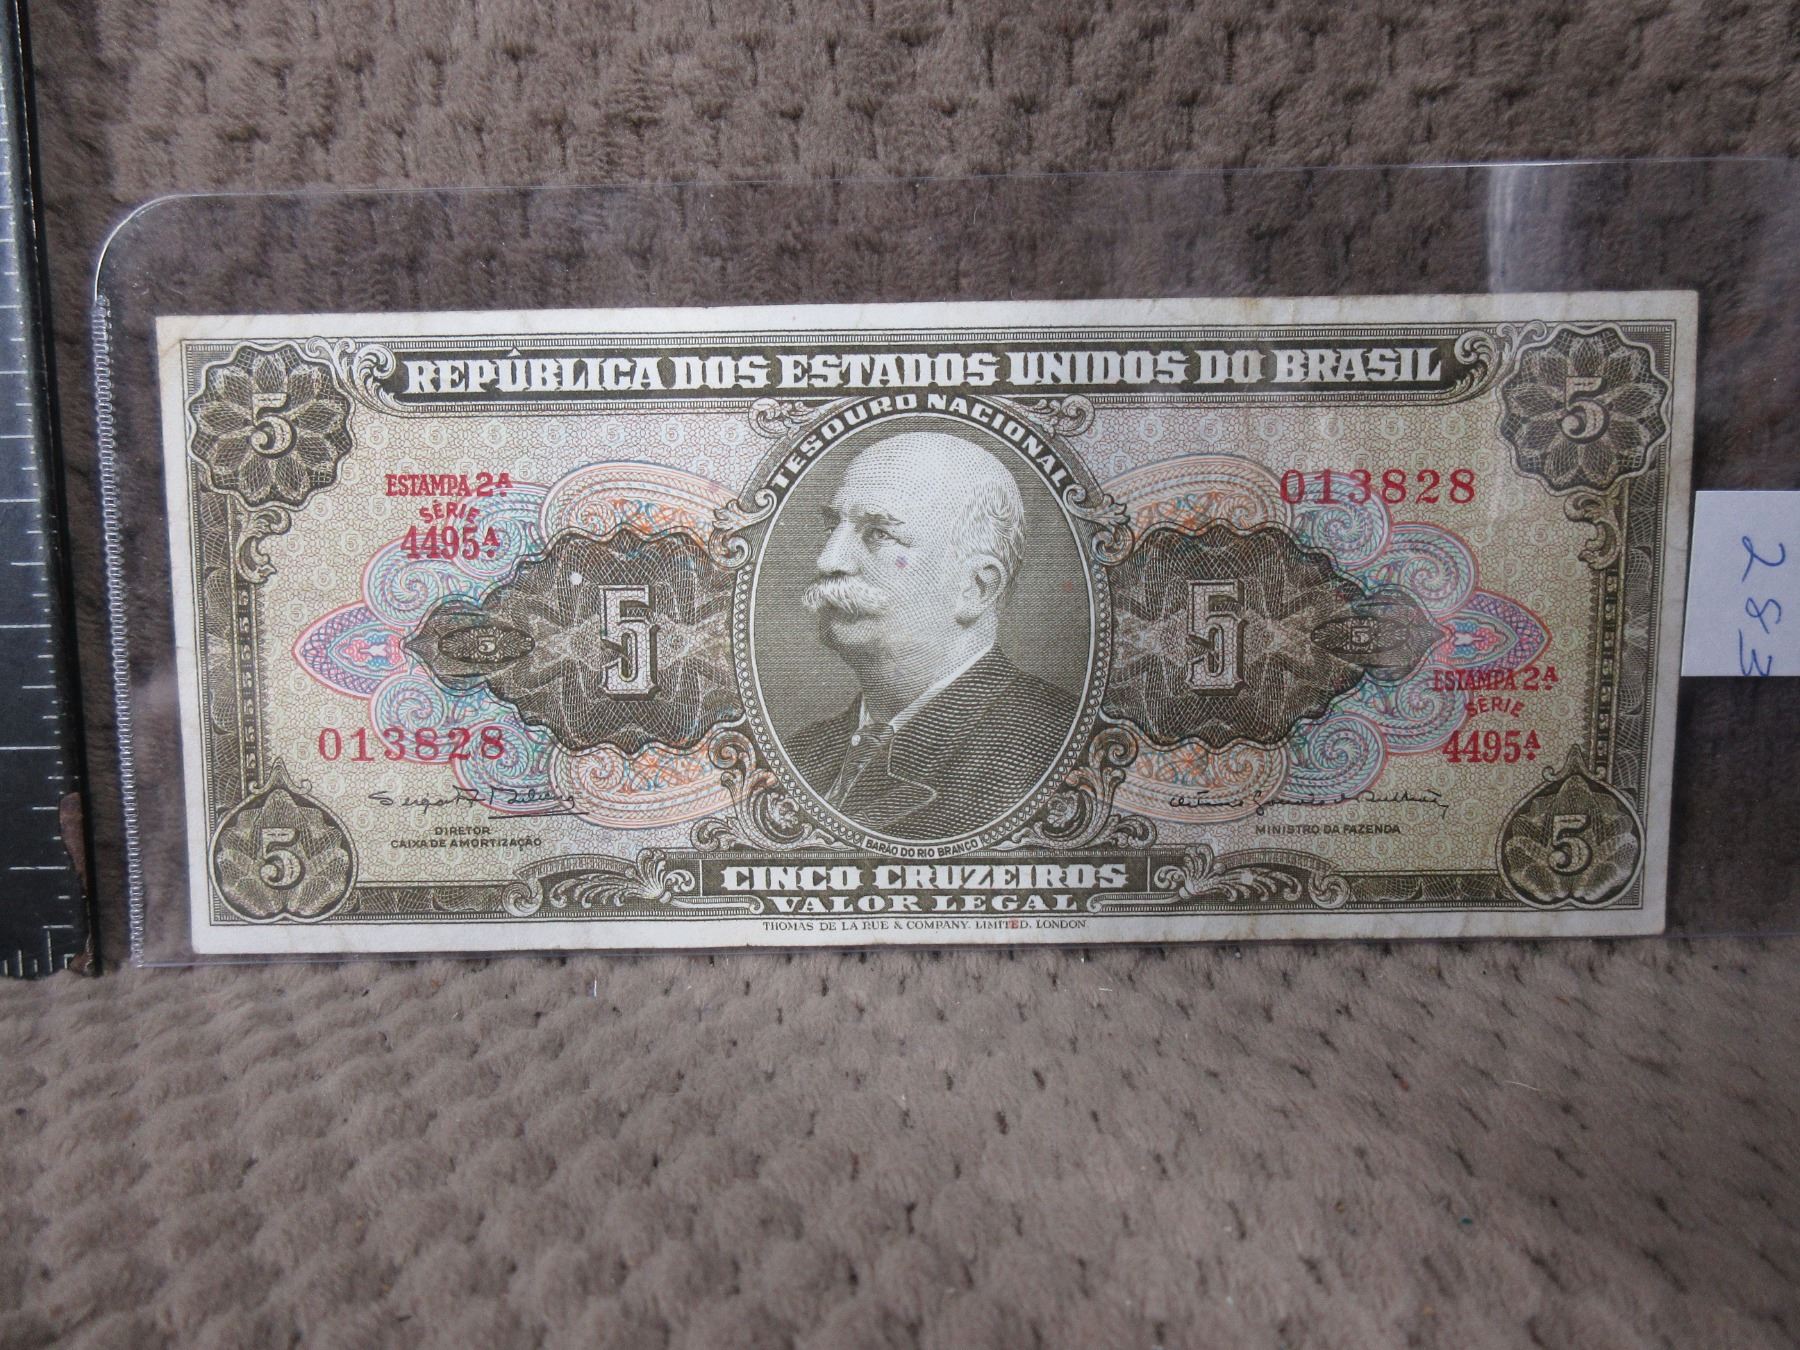 REPÚBLICA DOS ESTADOS UNIDOS DO BRASIL
TESOURO NACIONAL
5
5
ESTAMPA 2ª
SÉRIE
4495ª
013828
5
5
5
5
013828
ESTAMPA 2ª
SÉRIE
4495ª
DIRETOR
CAIXA DE AMORTIZAÇÃO
MINISTRO DA FAZENDA
BARÃO DO RIO BRANCO
5
5
CINCO CRUZEIROS
VALOR LEGAL
THOMAS DE LA RUE & COMPANY, LIMITED, LONDON
283